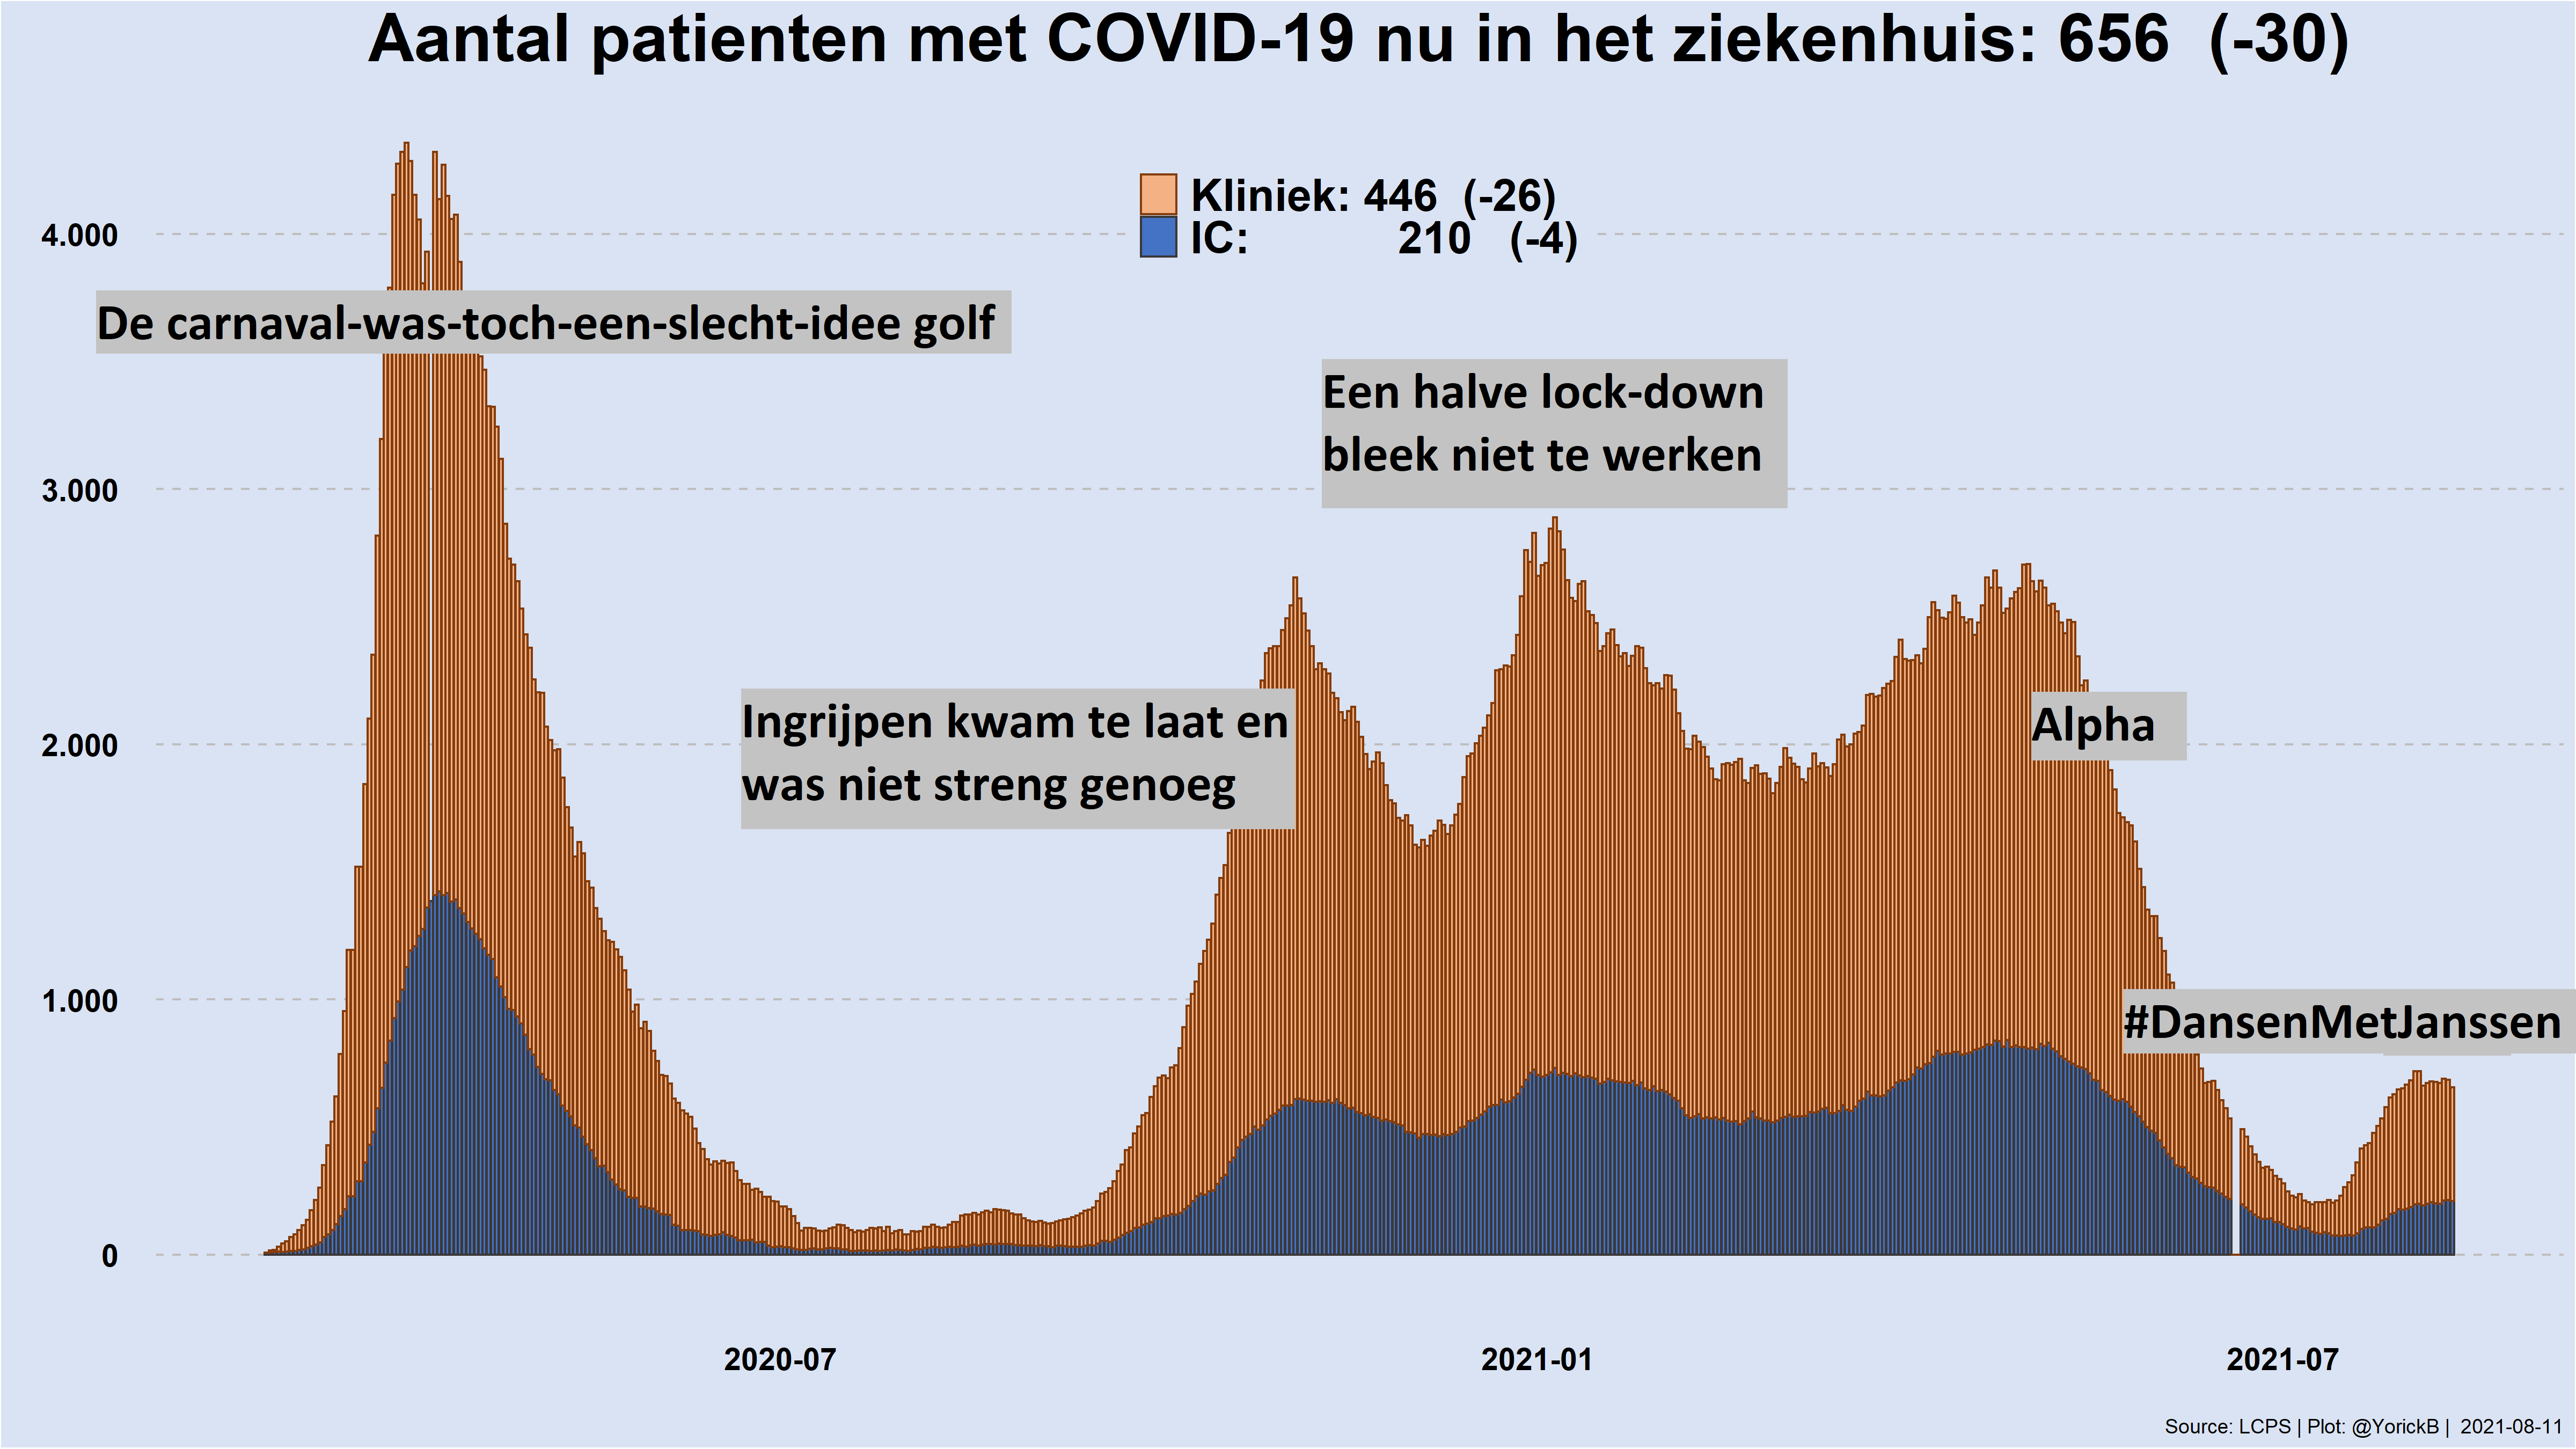 Aantal patienten met COVID-19 nu in het ziekenhuis: 656 (-30)
Kliniek: 446 (-26)
IC: 210 (-4)
4.000
3.000
2.000
1.000
0
De carnaval-was-toch-een-slecht-idee golf
Een halve lock-down
bleek niet te werken
Ingrijpen kwam te laat en
was niet streng genoeg
Alpha
#DansenMetJanssen
2020-07
2021-01
2021-07
Source: LCPS | Plot: @YorickB | 2021-08-11